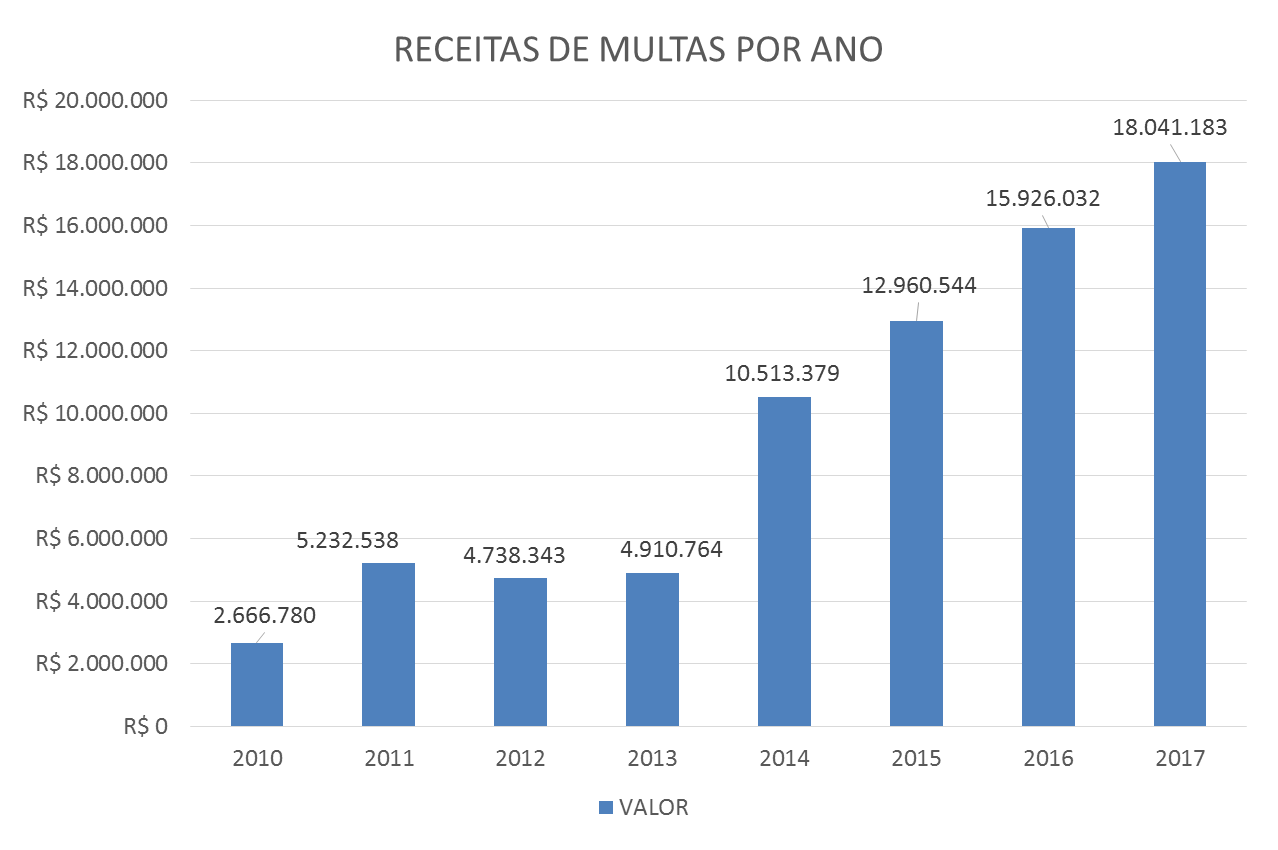 RECEITAS DE MULTAS POR ANO
R$ 20.000.000
R$ 18.000.000
R$ 16.000.000
R$ 14.000.000
R$ 12.000.000
R$ 10.000.000
R$ 8.000.000
R$ 6.000.000
R$ 4.000.000
R$ 2.000.000
R$ 0
2.666.780
5.232.538
4.738.343
4.910.764
10.513.379
12.960.544
15.926.032
18.041.183
2010 2011 2012 2013 2014 2015 2016 2017
VALOR